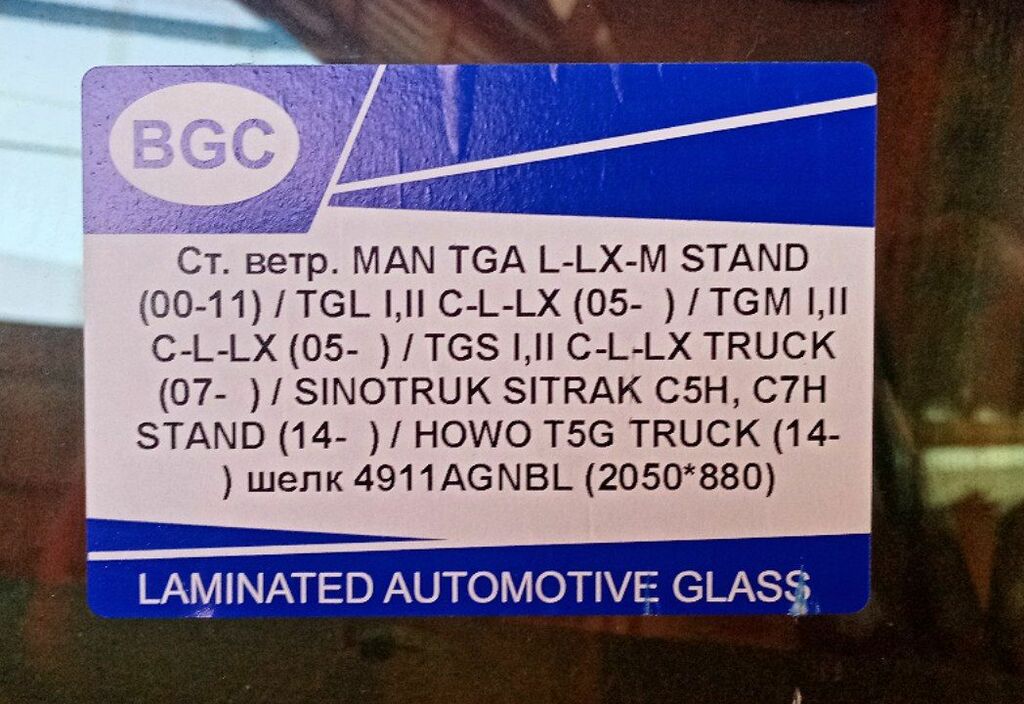 BGC
Ст. ветр. MAN TGA L-LX-M STAND
(00-11) / TGL I,II C-L-LX (05-  ) / TGM I,II
C-L-LX (05-  ) / TGS I,II C-L-LX TRUCK
(07-  ) / SINOTRUK SITRAK C5H, C7H
STAND (14-  ) / HOWO T5G TRUCK (14-
) шелк 4911AGNBL (2050*880)
LAMINATED AUTOMOTIVE GLASS